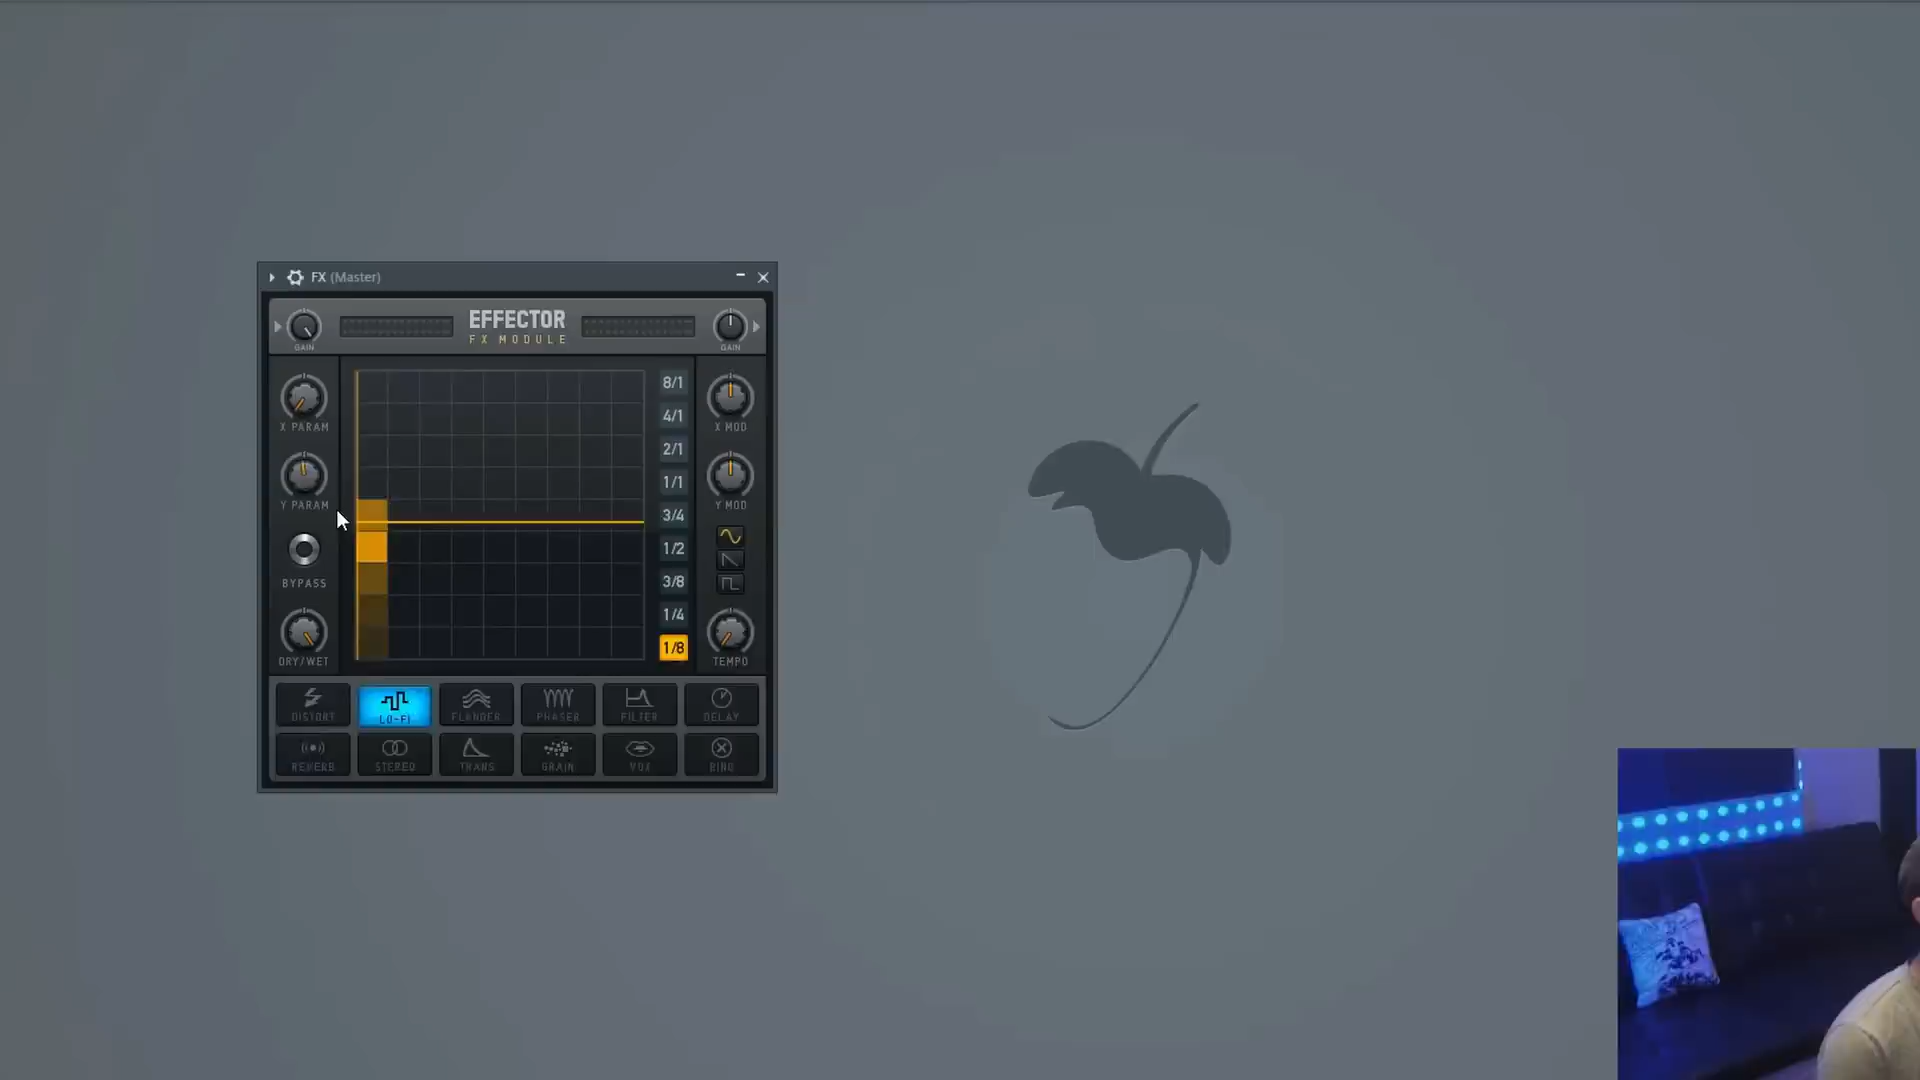 FX (Master)
EFFECTOR
FX MODULE
GAIN
GAIN
X PARAM
Y PARAM
BYPASS
DRY/WET
8/1
4/1
2/1
1/1
3/4
1/2
3/8
1/4
1/8
X MOD
Y MOD
TEMPO
DISTORT
LO-FI
FLANGER
PHASER
FILTER
DELAY
REVERB
STEREO
TRANS
GRAIN
VOX
RING